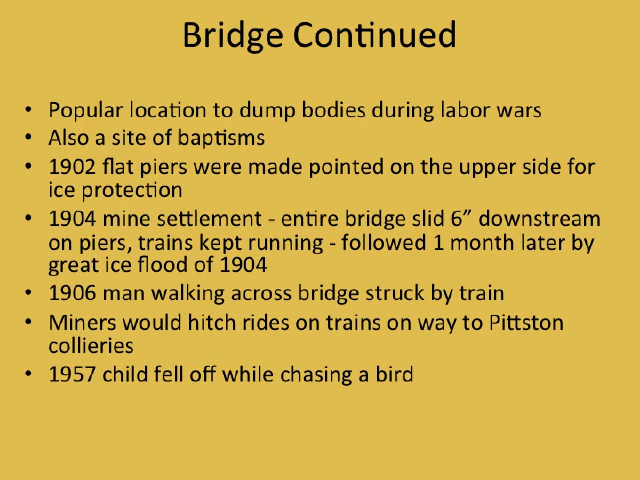 Bridge Continued
• Popular location to dump bodies during labor wars
• Also a site of baptisms
• 1902 flat piers were made pointed on the upper side for
ice protection
• 1904 mine settlement - entire bridge slid 6” downstream
on piers, trains kept running - followed 1 month later by
great ice flood of 1904
• 1906 man walking across bridge struck by train
• Miners would hitch rides on trains on way to Pittston
collieries
• 1957 child fell off while chasing a bird